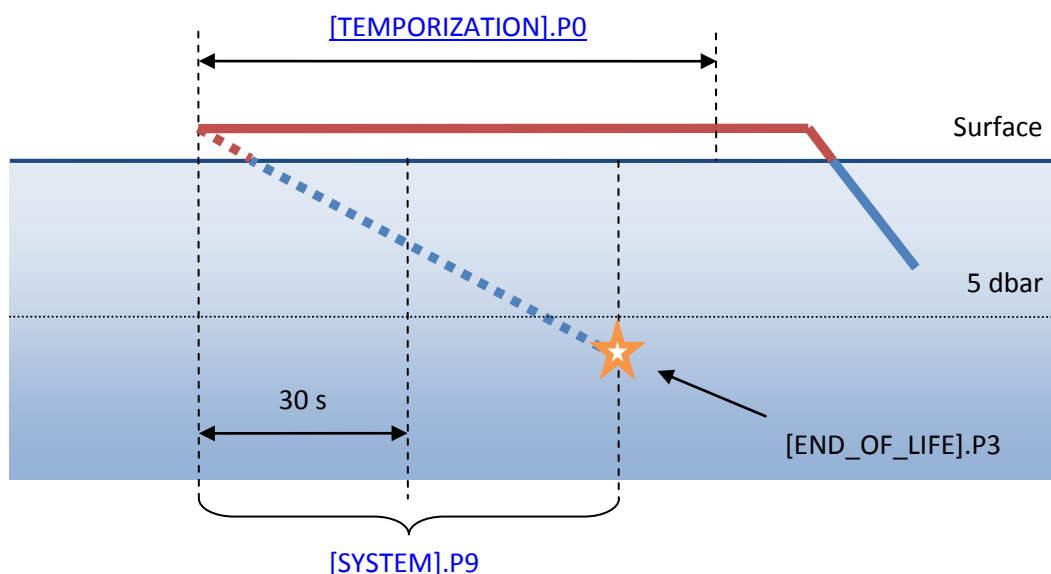 [TEMPORIZATION].P0
Surface
5 dbar
30 s
[END_OF_LIFE].P3
[SYSTEM].P9